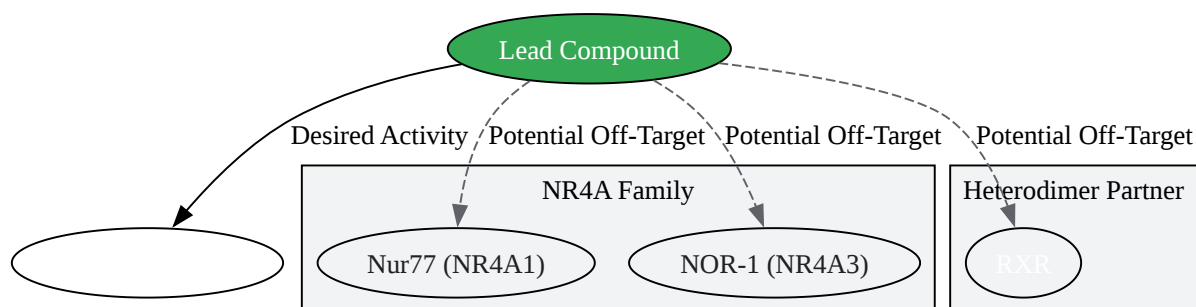 Lead Compound
Desired Activity
Potential Off-Target
Potential Off-Target
Potential Off-Target
NR4A Family
Heterodimer Partner
Nur77 (NR4A1)
NOR-1 (NR4A3)
RXR